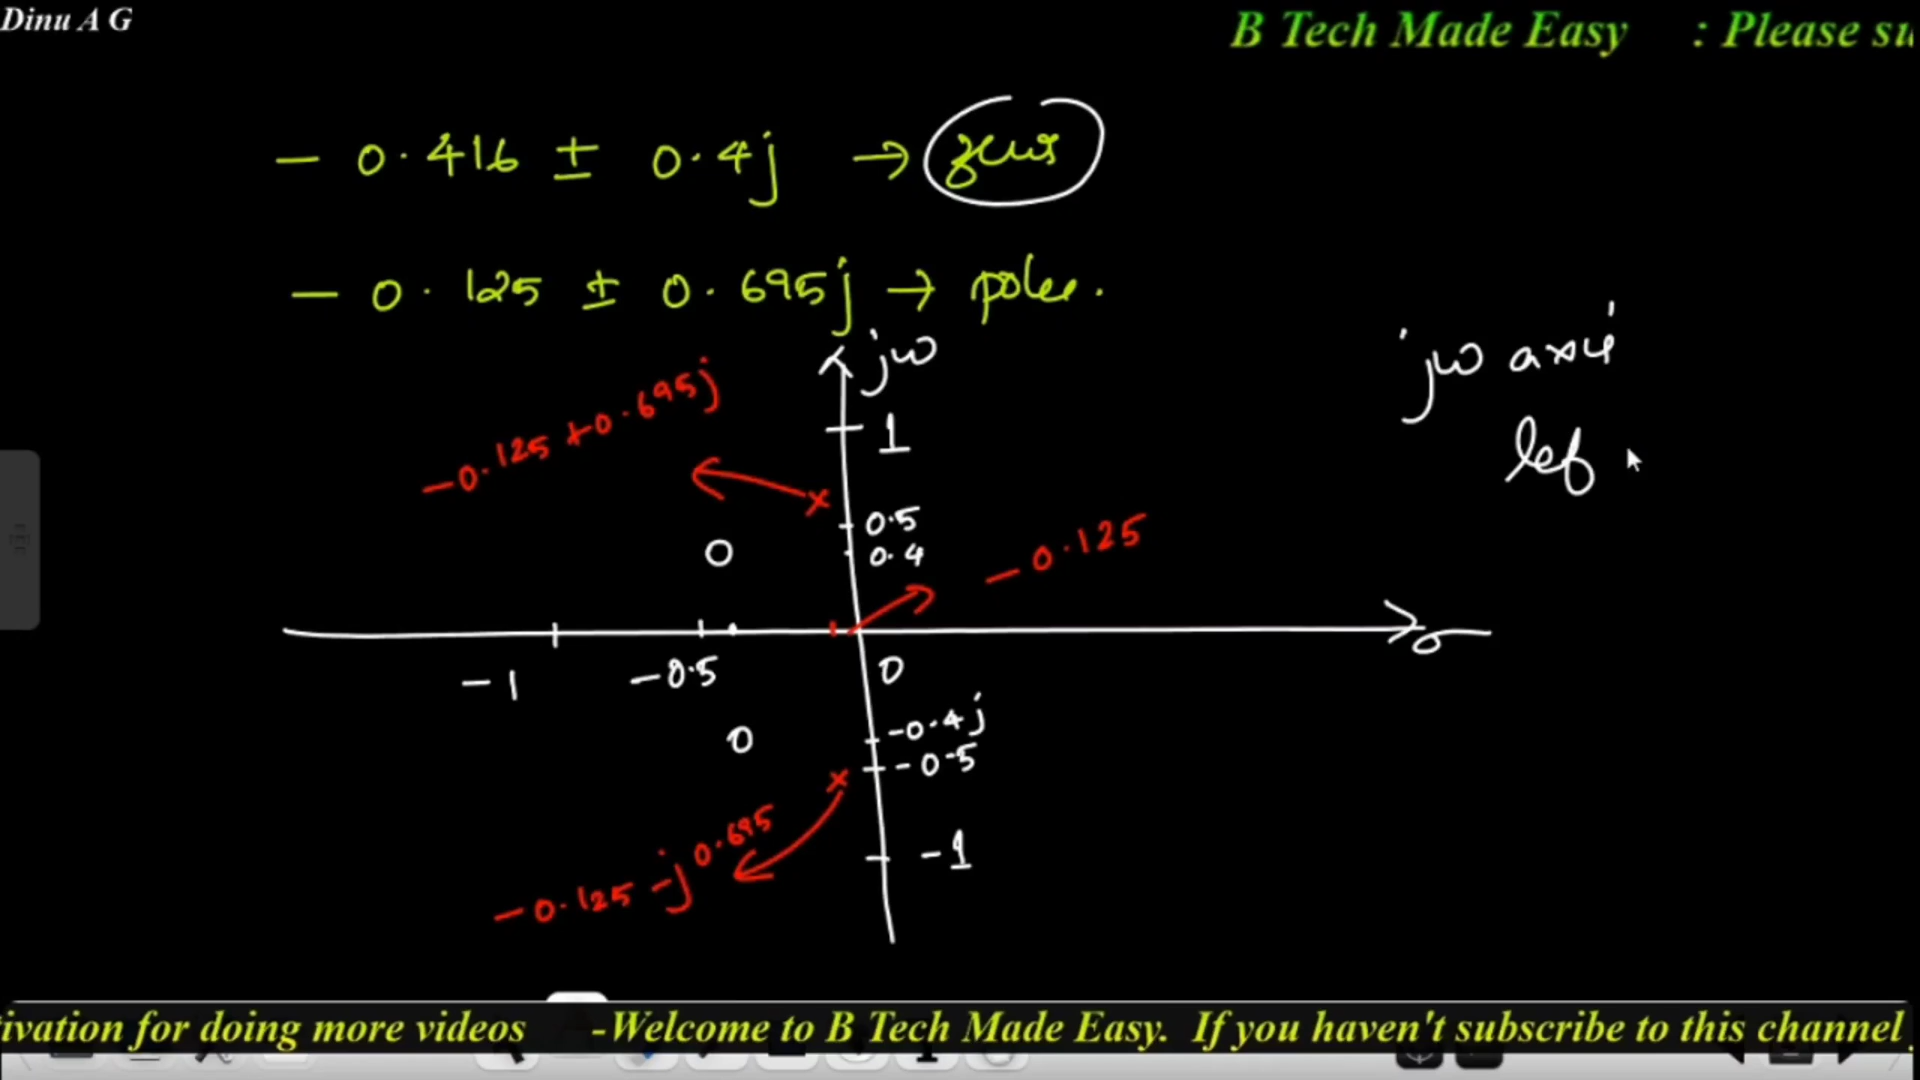 Dinu A G
B Tech Made Easy : Please su
- 0.416 ± 0.4j → zeros
- 0.125 ± 0.695j → poles.
jω
jω axis
-0.125+0.695j
1
lef
0.5
-0.125
0.4
σ
-1 -0.5 0
-0.4j
-0.5
-0.125-j0.695
-1
ivation for doing more videos -Welcome to B Tech Made Easy. If you haven't subscribe to this channel